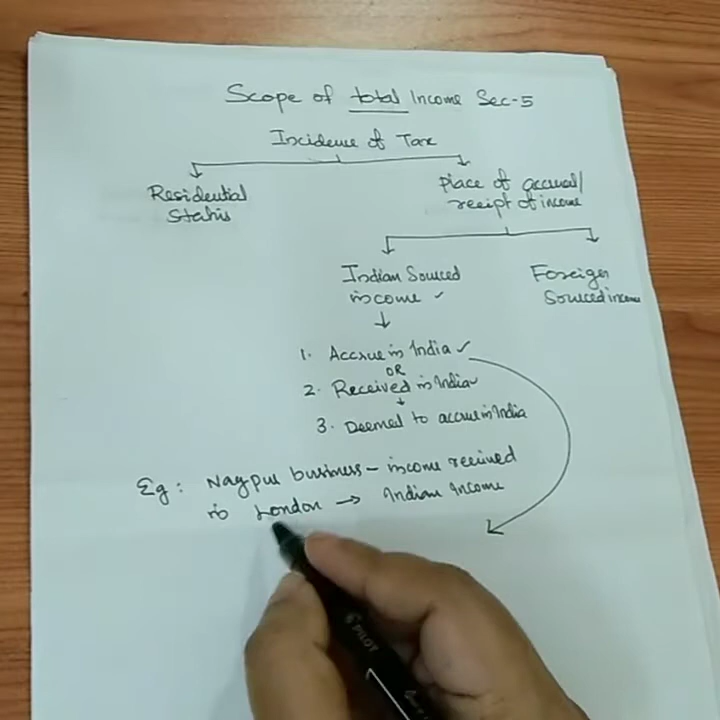 Scope of total Income Sec-5
Incidence of Tax
Residential
Status
Place of accrual/
receipt of income
Indian Sourced
income ✓
Foreign
Sourced income
1. Accrue in India ✓
OR
2. Received in India ✓
3. Deemed to accrue in India
Eg: Nagpur business – income received
in London → Indian Income
PILOT